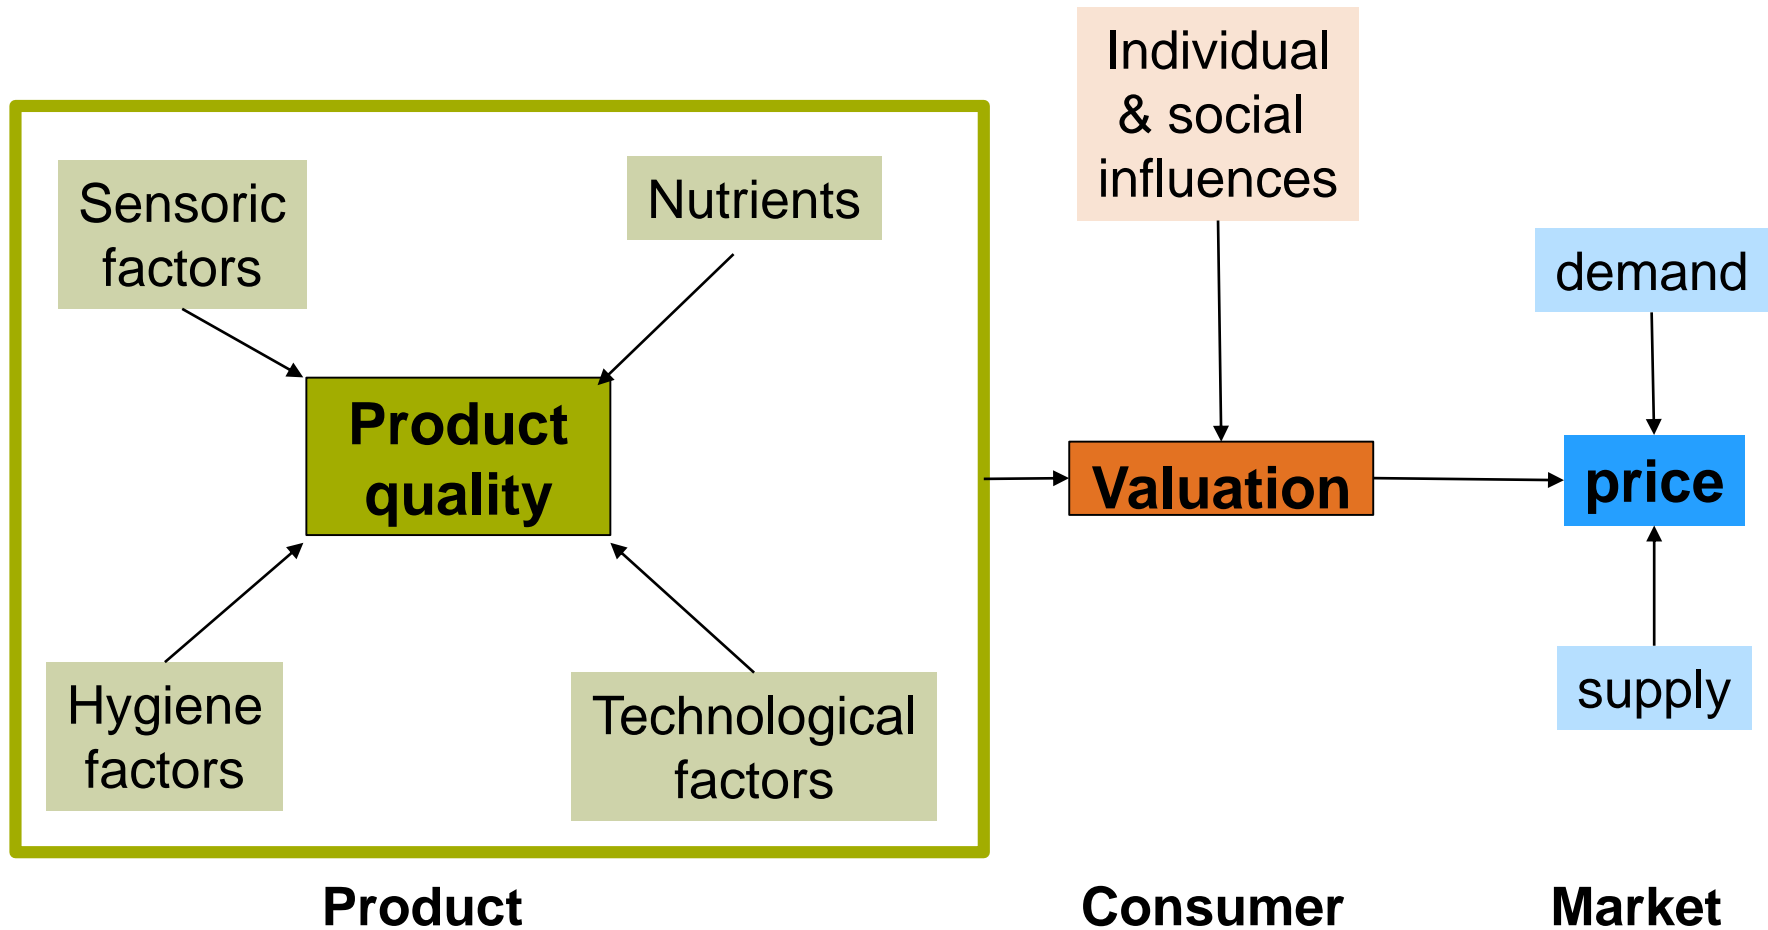 Sensoric
factors
Nutrients
Product
quality
Hygiene
factors
Technological
factors
Individual
& social
influences
Valuation
demand
price
supply
Product
Consumer
Market